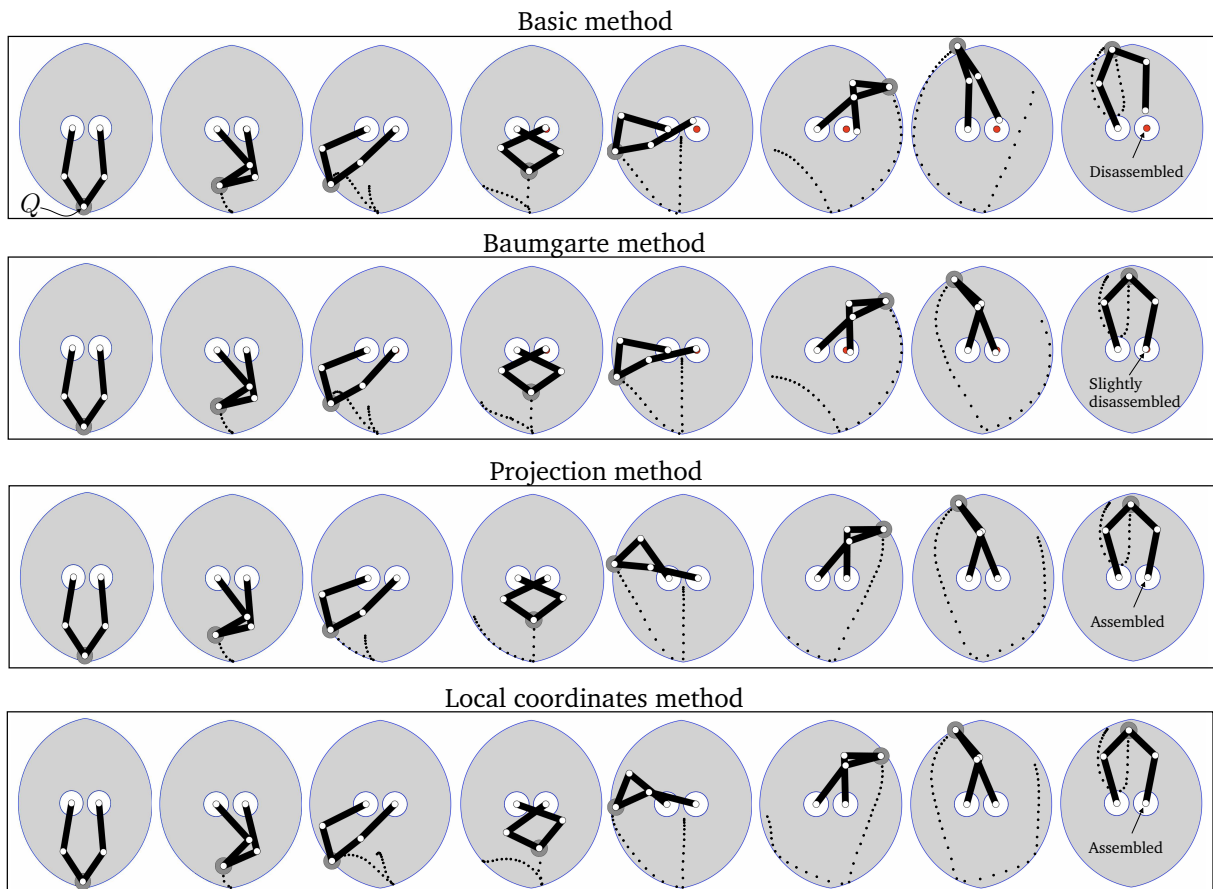 Basic method
Disassembled
Q
Baumgarte method
Slightly
disassembled
Projection method
Assembled
Local coordinates method
Assembled